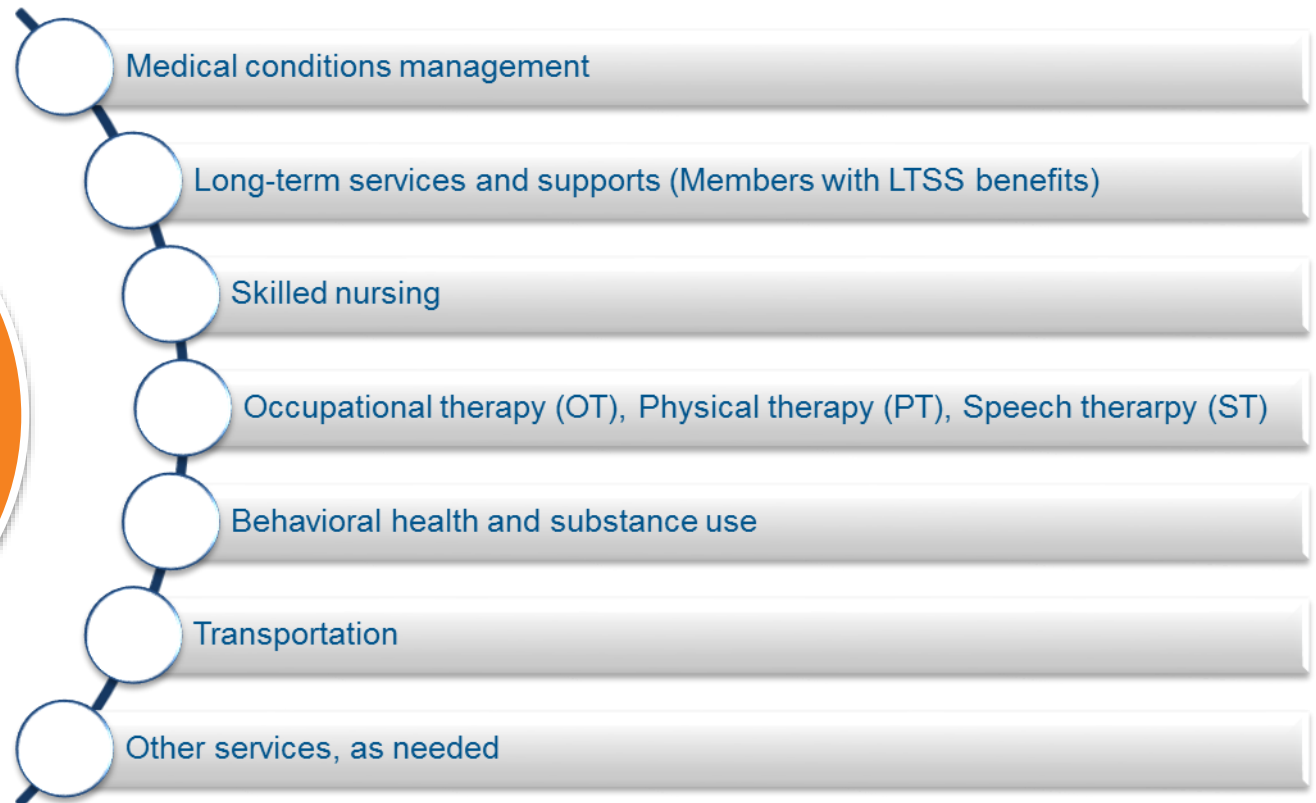 Medical conditions management
Long-term services and supports (Members with LTSS benefits)
Skilled nursing
Occupational therapy (OT), Physical therapy (PT), Speech therarpy (ST)
Behavioral health and substance use
Transportation
Other services, as needed